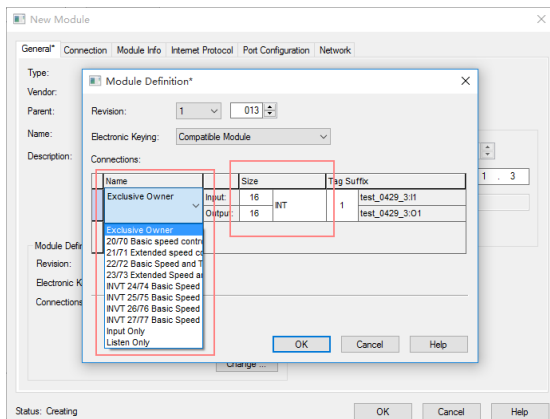 New Module
General* Connection Module Info Internet Protocol Port Configuration Network
Type:
Vendor:
Parent:
Name:
Description:
1 . 3
Module Definition*
Revision: 1 013
Electronic Keying: Compatible Module
Connections:
Name Size Tag Suffix
Exclusive Owner Input: 16 INT 1 test_0429_3:I1
Output: 16 test_0429_3:O1
Exclusive Owner
20/70 Basic speed contro
21/71 Extended speed co
22/72 Basic Speed and T
23/73 Extended Speed a
INVT 24/74 Basic Speed
INVT 25/75 Basic Speed
INVT 26/76 Basic Speed
INVT 27/77 Basic Speed
Input Only
Listen Only
OK Cancel Help
Module Defin
Revision:
Electronic K
Connections
Change ...
Status: Creating
OK Cancel Help